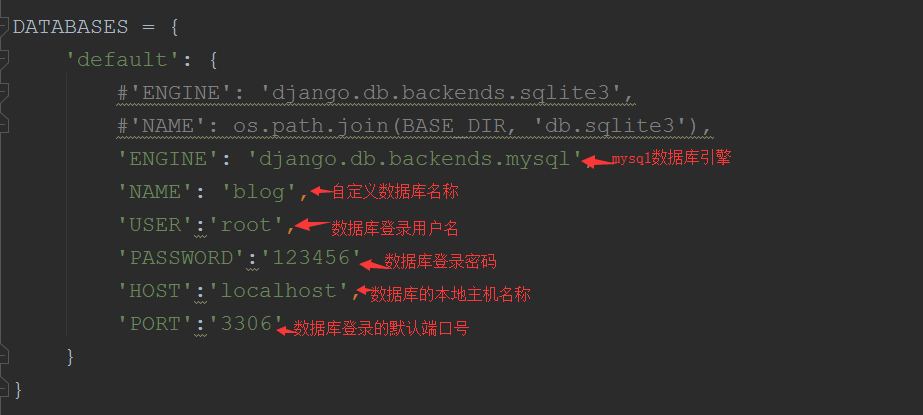 DATABASES = {
'default': {
#'ENGINE': 'django.db.backends.sqlite3',
#'NAME': os.path.join(BASE_DIR, 'db.sqlite3'),
'ENGINE': 'django.db.backends.mysql' mysql数据库引擎
'NAME': 'blog', 自定义数据库名称
'USER':'root', 数据库登录用户名
'PASSWORD':'123456' 数据库登录密码
'HOST':'localhost', 数据库的本地主机名称
'PORT':'3306' 数据库登录的默认端口号
}
}